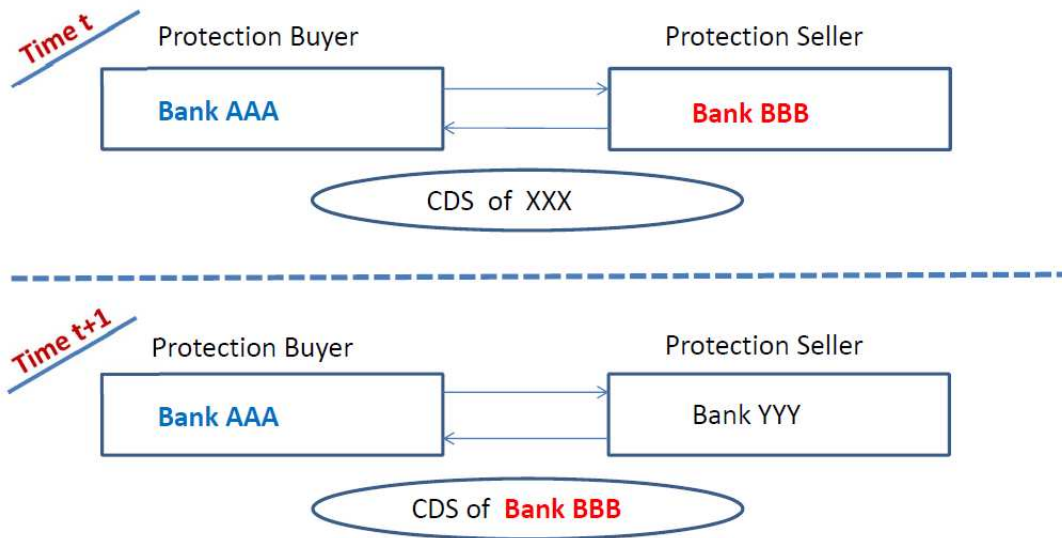 Time t
Protection Buyer
Protection Seller
Bank AAA
Bank BBB
CDS of XXX
Time t+1
Protection Buyer
Protection Seller
Bank AAA
Bank YYY
CDS of Bank BBB